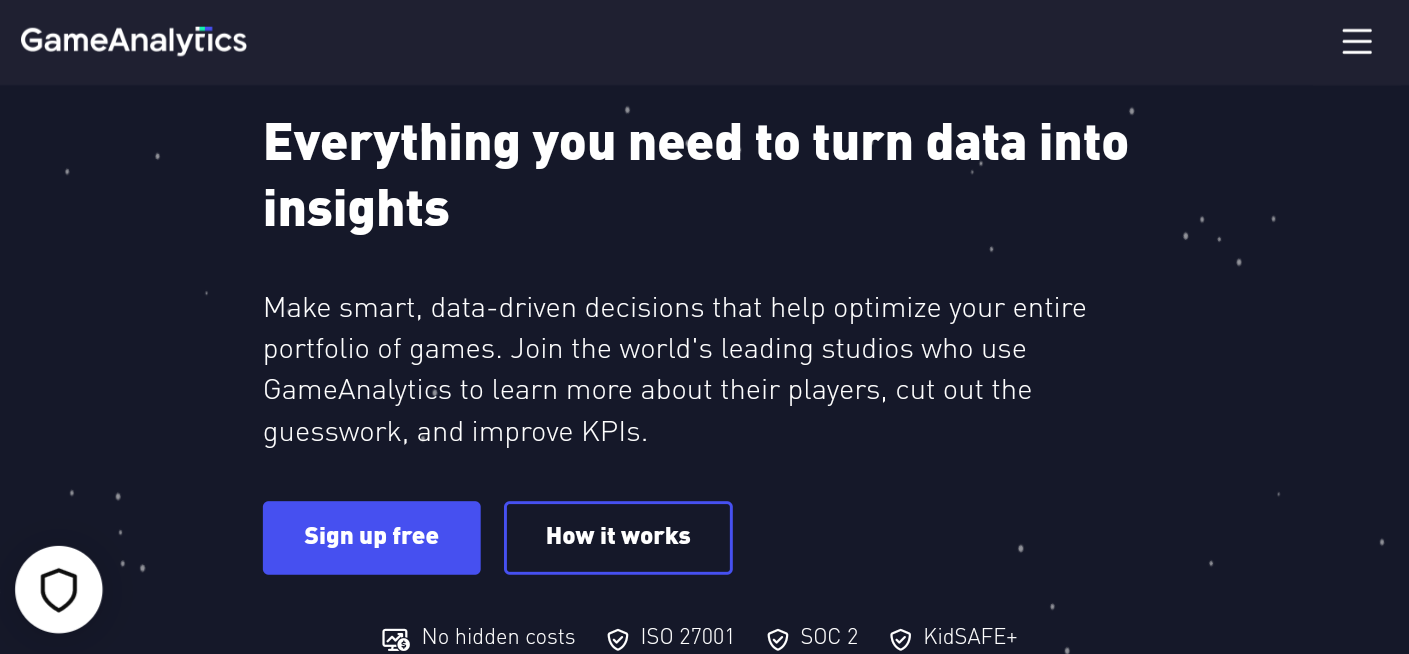 GameAnalytics
Everything you need to turn data into
insights
Make smart, data-driven decisions that help optimize your entire
portfolio of games. Join the world's leading studios who use
GameAnalytics to learn more about their players, cut out the
guesswork, and improve KPIs.
Sign up free
How it works
No hidden costs
ISO 27001
SOC 2
KidSAFE+